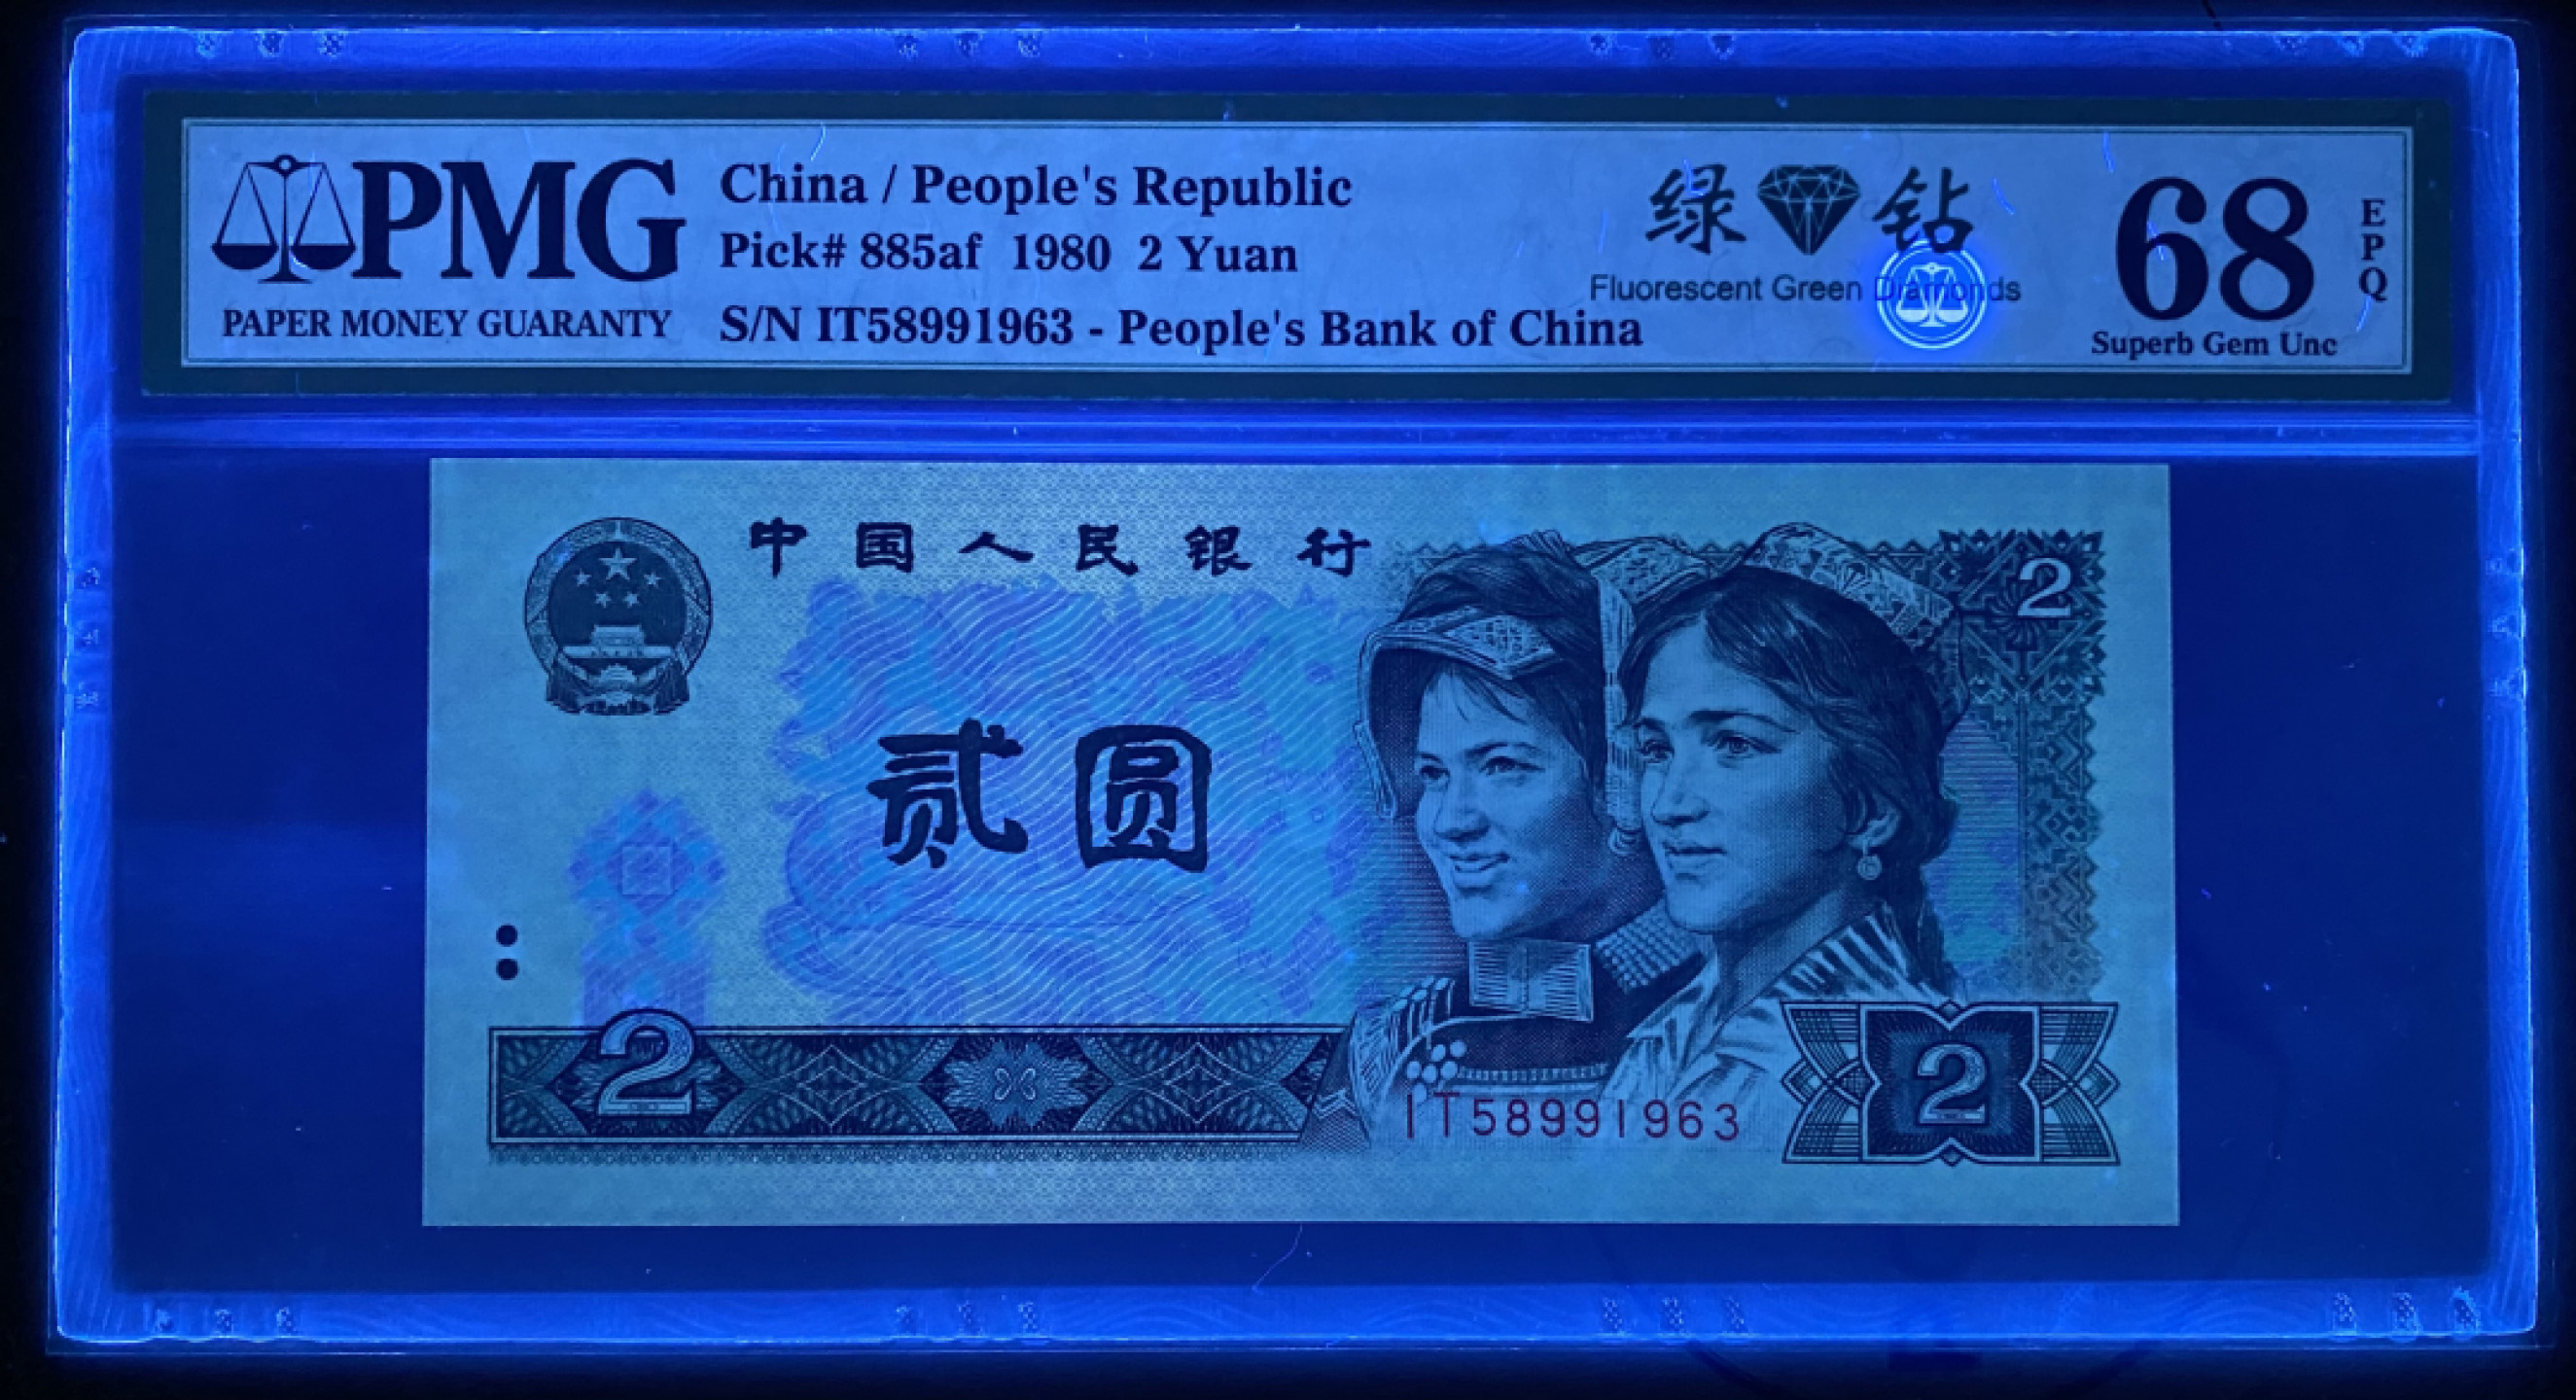 PMG
PAPER MONEY GUARANTY
China / People's Republic
Pick# 885af 1980 2 Yuan
S/N IT58991963 - People's Bank of China
绿 钻
Fluorescent Green Diamonds
68
EPQ
Superb Gem Unc
中国人民银行
2
贰圆
2
IT58991963
2